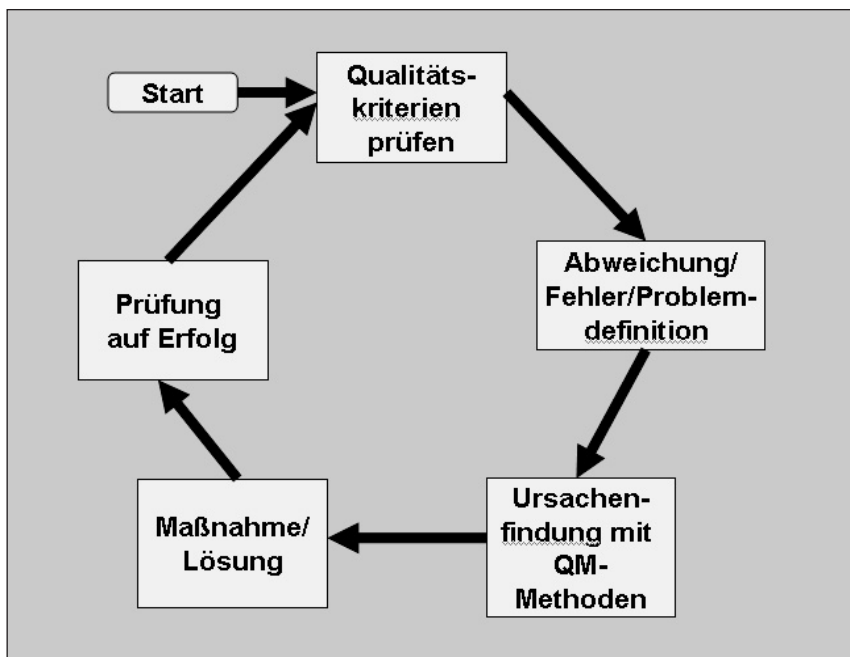 Start
Qualitäts-
kriterien
prüfen
Abweichung/
Fehler/Problem-
definition
Ursachen-
findung mit
QM-
Methoden
Maßnahme/
Lösung
Prüfung
auf Erfolg